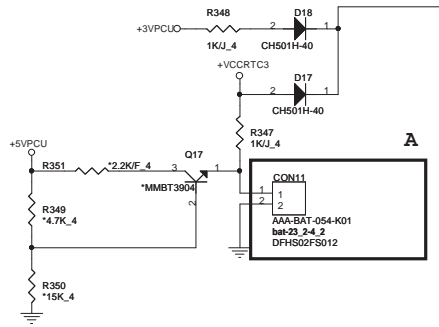 R348
D18
+3VPCU
2
1
1K/J_4
CH501H-40
+VCCRTC3
D17
2
1
CH501H-40
R347
1K/J_4
A
+5VPCU
Q17
R351
*2.2K/F_4
3
1
*MMBT3904
2
CON11
1
1
2
2
AAA-BAT-054-K01
bat-23_2-4_2
DFHS02FS012
R349
*4.7K_4
R350
*15K_4